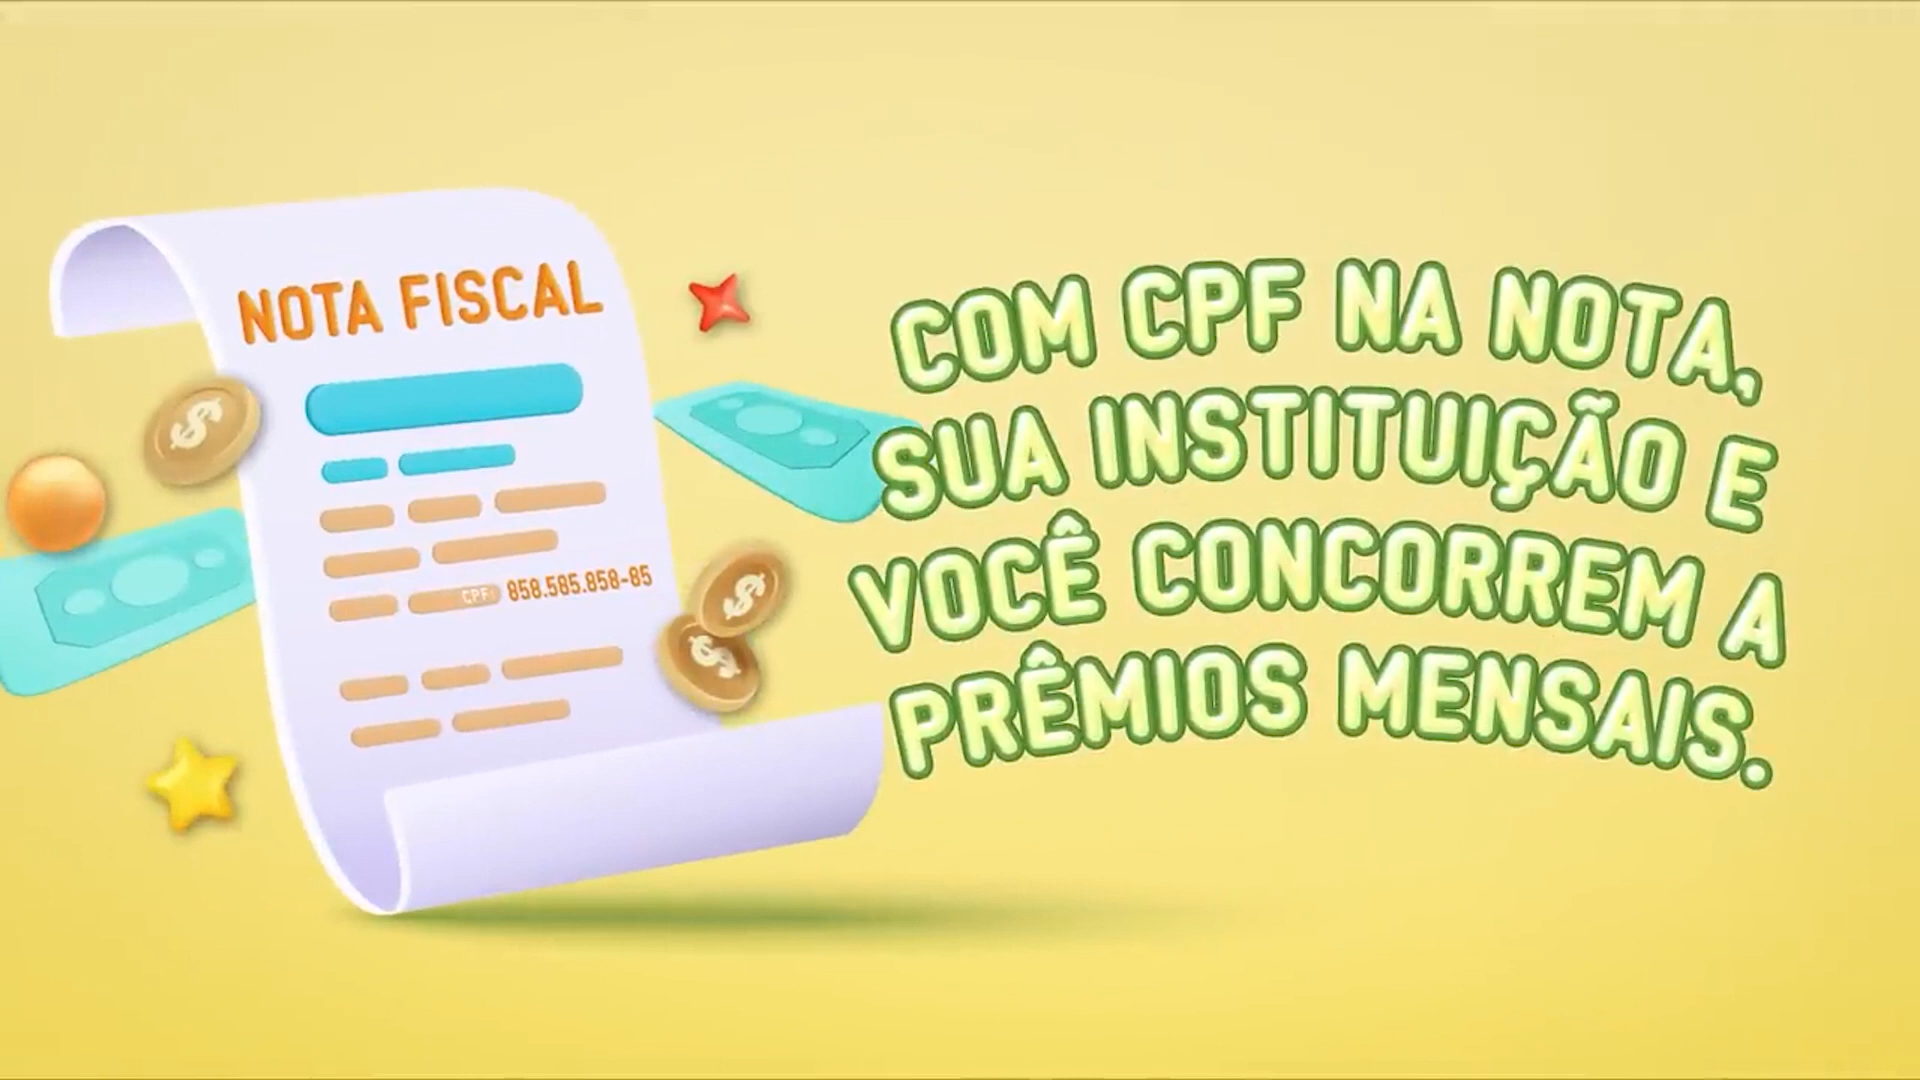 NOTA FISCAL
CPF: 858.585.858-85
COM CPF NA NOTA,
SUA INSTITUIÇÃO E
VOCÊ CONCORREM A
PRÊMIOS MENSAIS.